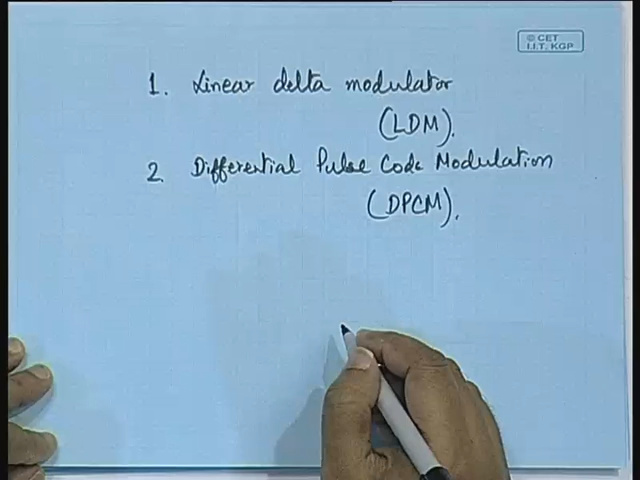 © CET
I.I.T. KGP
1. Linear delta modulator
(LDM).
2. Differential Pulse Code Modulation
(DPCM).